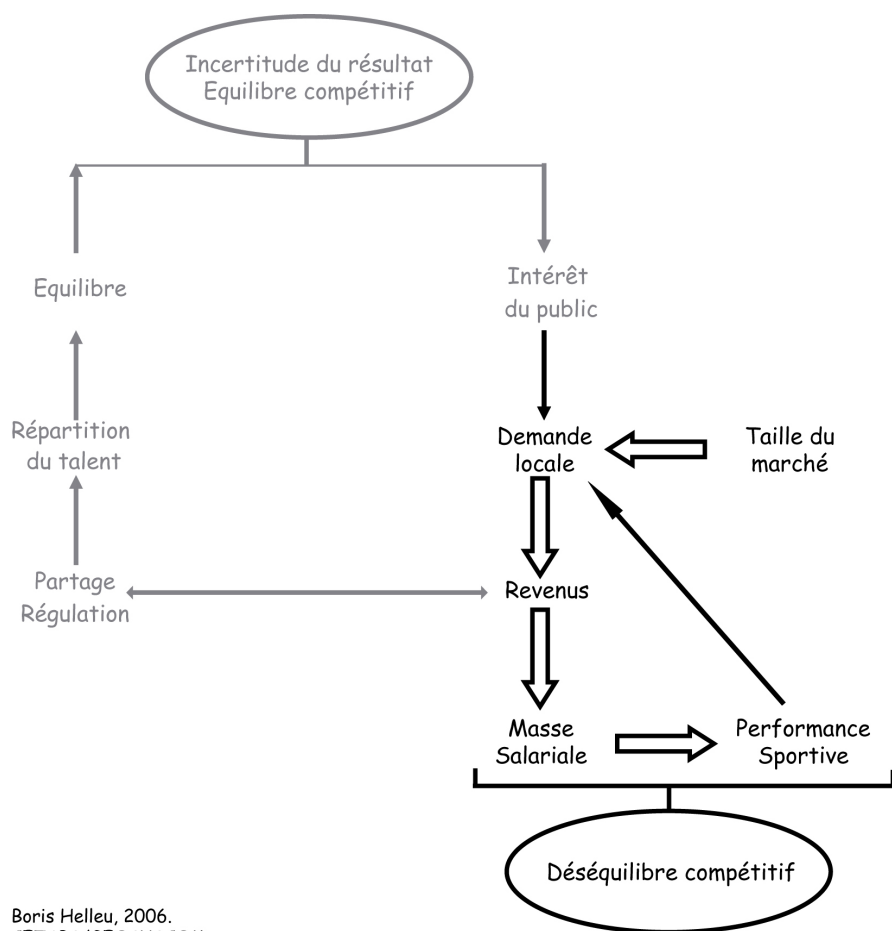 Incertitude du résultat
Equilibre compétitif
Equilibre
Intérêt
du public
Répartition
du talent
Demande
locale
Taille du
marché
Partage
Régulation
Revenus
Masse
Salariale
Performance
Sportive
Déséquilibre compétitif
Boris Helleu, 2006.